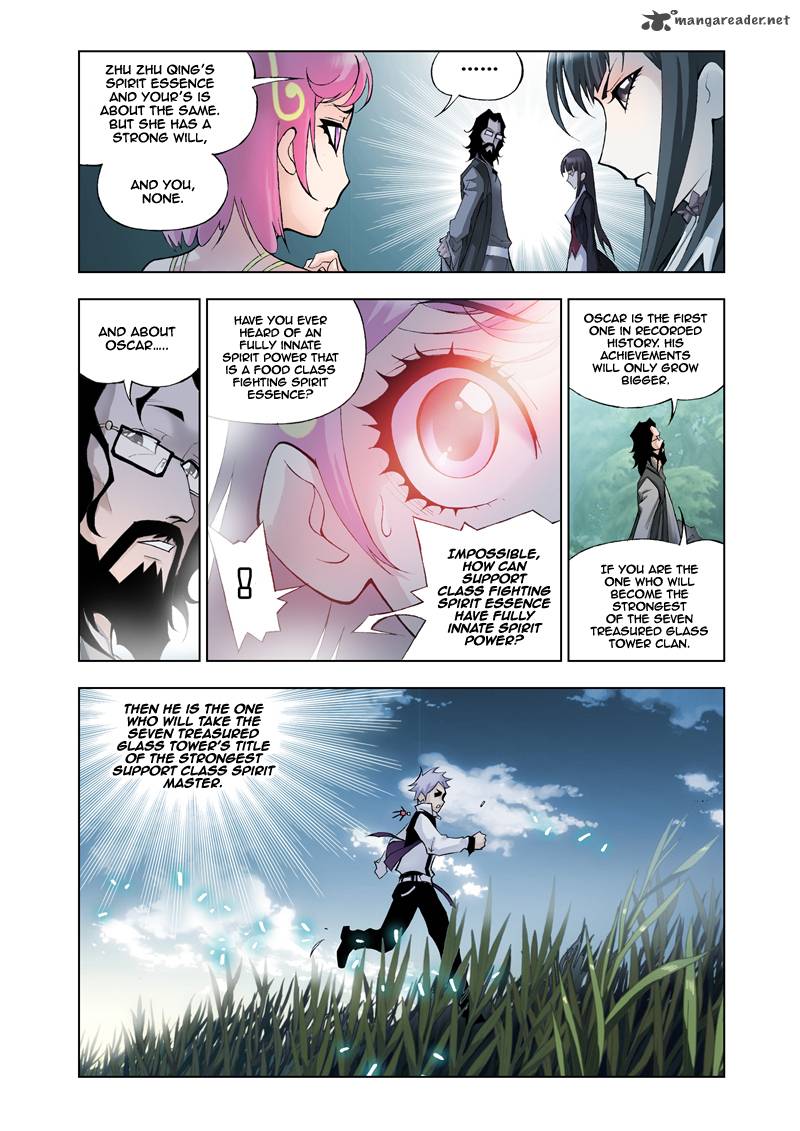 mangareader.net
ZHU ZHU QING'S
SPIRIT ESSENCE
AND YOUR'S IS
ABOUT THE SAME.
BUT SHE HAS A
STRONG WILL,
AND YOU,
NONE.
......
AND ABOUT
OSCAR.....
HAVE YOU EVER
HEARD OF AN
FULLY INNATE
SPIRIT POWER THAT
IS A FOOD CLASS
FIGHTING SPIRIT
ESSENCE?
!
IMPOSSIBLE,
HOW CAN
SUPPORT
CLASS FIGHTING
SPIRIT ESSENCE
HAVE FULLY
INNATE SPIRIT
POWER?
OSCAR IS THE FIRST
ONE IN RECORDED
HISTORY. HIS
ACHIEVEMENTS
WILL ONLY GROW
BIGGER.
IF YOU ARE THE
ONE WHO WILL
BECOME THE
STRONGEST
OF THE SEVEN
TREASURED GLASS
TOWER CLAN.
THEN HE IS THE ONE
WHO WILL TAKE THE
SEVEN TREASURED
GLASS TOWER'S TITLE
OF THE STRONGEST
SUPPORT CLASS SPIRIT
MASTER.